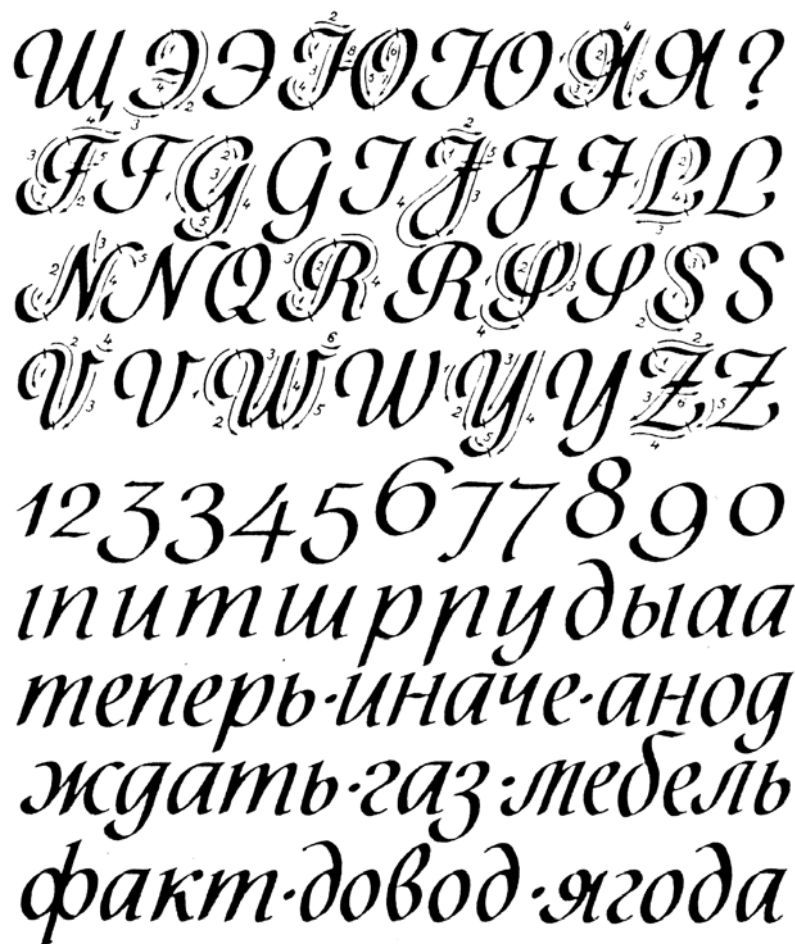 Щ Э Э Ю Ю Я Я ?
F F G G I J J F L L
N N Q R R P P S S
V V W W Y Y Z Z
1 2 3 3 4 5 6 7 7 8 9 0
ı п и т ш р р п у д ы а а
теперь·иначе·анод
ждать·газ·мебель
факт·довод·ягода